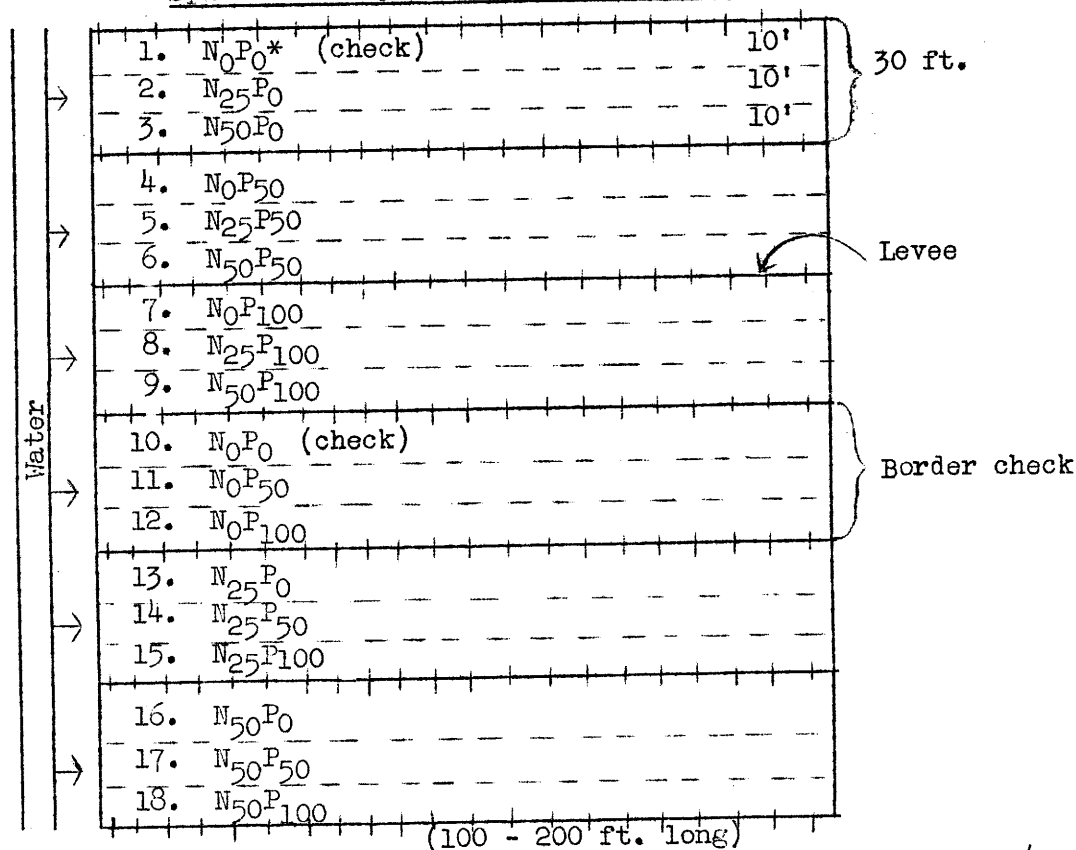 1. N0P0* (check) 10'
30 ft.
2. N25P0 10'
3. N50P0 10'
4. N0P50
5. N25P50
6. N50P50
Levee
7. N0P100
8. N25P100
9. N50P100
Water
10. N0P0 (check)
11. N0P50
Border check
12. N0P100
13. N25P0
14. N25P50
15. N25P100
16. N50P0
17. N50P50
18. N50P100
(100 - 200 ft. long)